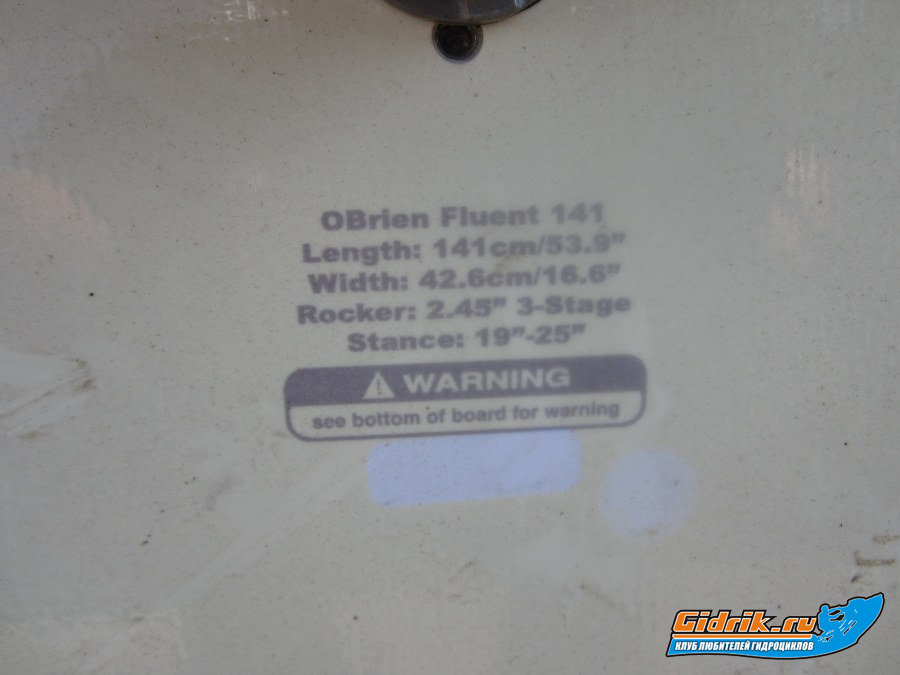 OBrien Fluent 141
Length: 141cm/53.9”
Width: 42.6cm/16.6”
Rocker: 2.45” 3-Stage
Stance: 19”-25”
WARNING
see bottom of board for warning
Gidrik.ru
КЛУБ ЛЮБИТЕЛЕЙ ГИДРОЦИКЛОВ